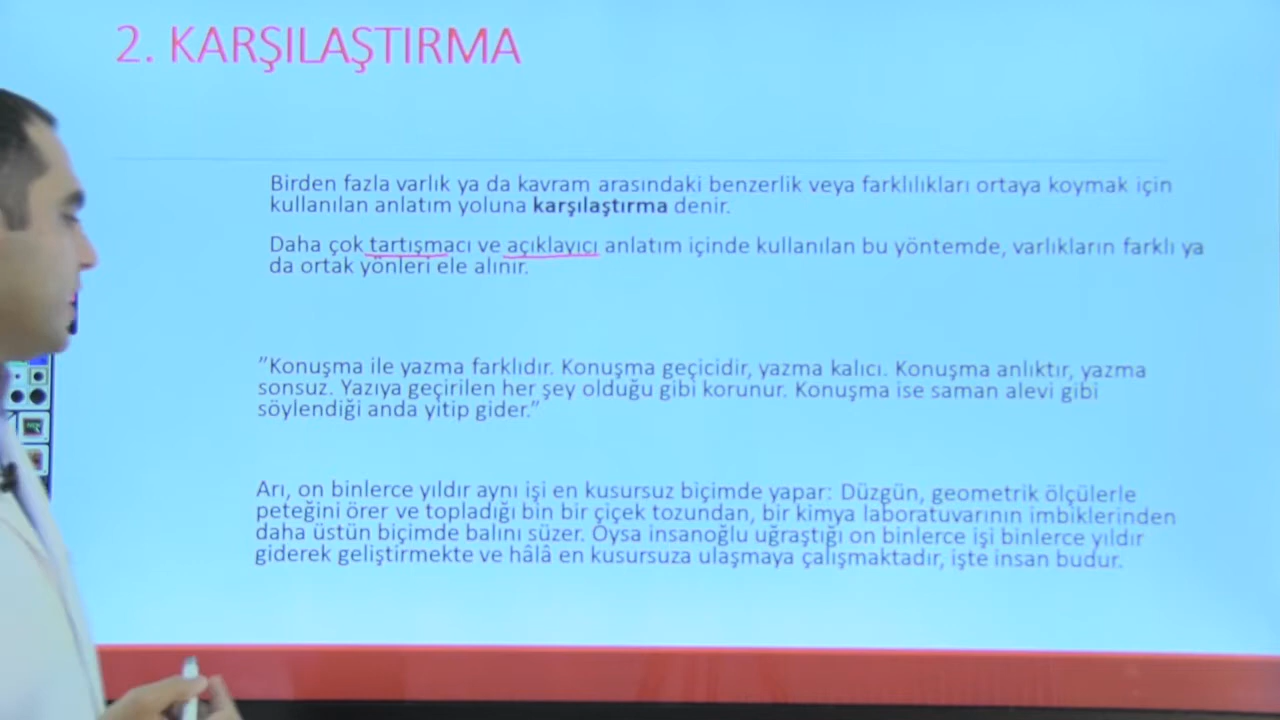 2. KARŞILAŞTIRMA
Birden fazla varlık ya da kavram arasındaki benzerlik veya farklılıkları ortaya koymak için
kullanılan anlatım yoluna karşılaştırma denir.
Daha çok tartışmacı ve açıklayıcı anlatım içinde kullanılan bu yöntemde, varlıkların farklı ya
da ortak yönleri ele alınır.
”Konuşma ile yazma farklıdır. Konuşma geçicidir, yazma kalıcı. Konuşma anlıktır, yazma
sonsuz. Yazıya geçirilen her şey olduğu gibi korunur. Konuşma ise saman alevi gibi
söylendiği anda yitip gider.”
Arı, on binlerce yıldır aynı işi en kusursuz biçimde yapar: Düzgün, geometrik ölçülerle
peteğini örer ve topladığı bin bir çiçek tozundan, bir kimya laboratuvarının imbiklerinden
daha üstün biçimde balını süzer. Oysa insanoğlu uğraştığı on binlerce işi binlerce yıldır
giderek geliştirmekte ve hâlâ en kusursuza ulaşmaya çalışmaktadır, işte insan budur.